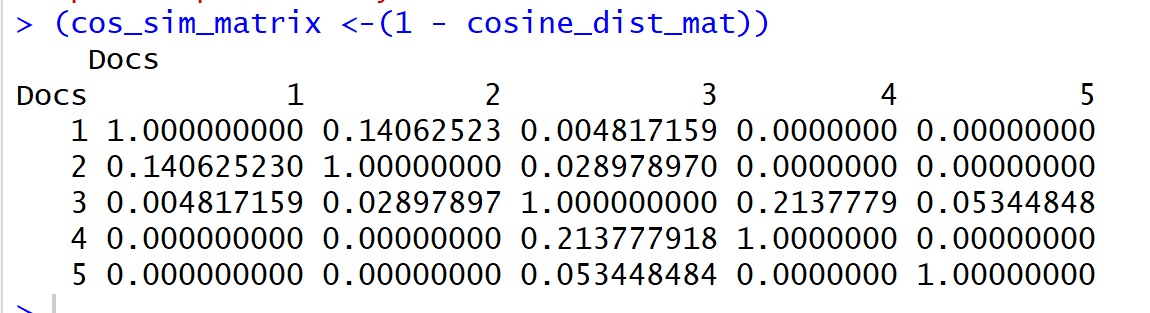 > (cos_sim_matrix <-(1 - cosine_dist_mat))
    Docs
Docs           1          2           3         4          5
   1 1.000000000 0.14062523 0.004817159 0.0000000 0.00000000
   2 0.140625230 1.00000000 0.028978970 0.0000000 0.00000000
   3 0.004817159 0.02897897 1.000000000 0.2137779 0.05344848
   4 0.000000000 0.00000000 0.213777918 1.0000000 0.00000000
   5 0.000000000 0.00000000 0.053448484 0.0000000 1.00000000
>